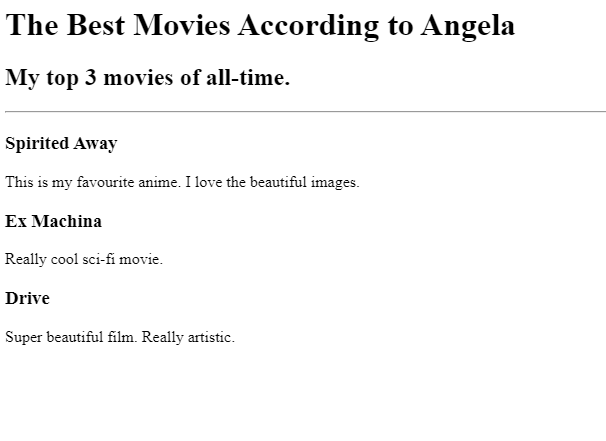 The Best Movies According to Angela
My top 3 movies of all-time.
Spirited Away
This is my favourite anime. I love the beautiful images.
Ex Machina
Really cool sci-fi movie.
Drive
Super beautiful film. Really artistic.